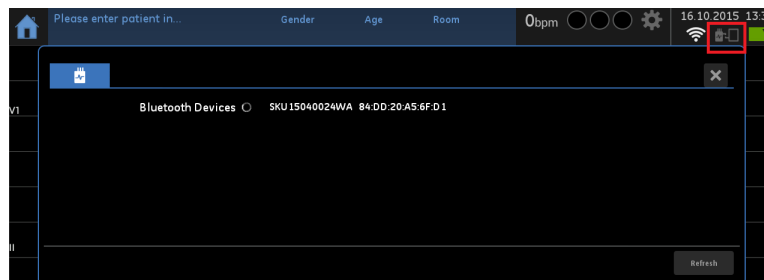 Please enter patient in... Gender Age Room 0bpm 16.10.2015 13:3
V1
Bluetooth Devices SKU15040024WA 84:DD:20:A5:6F:D1
II
Refresh